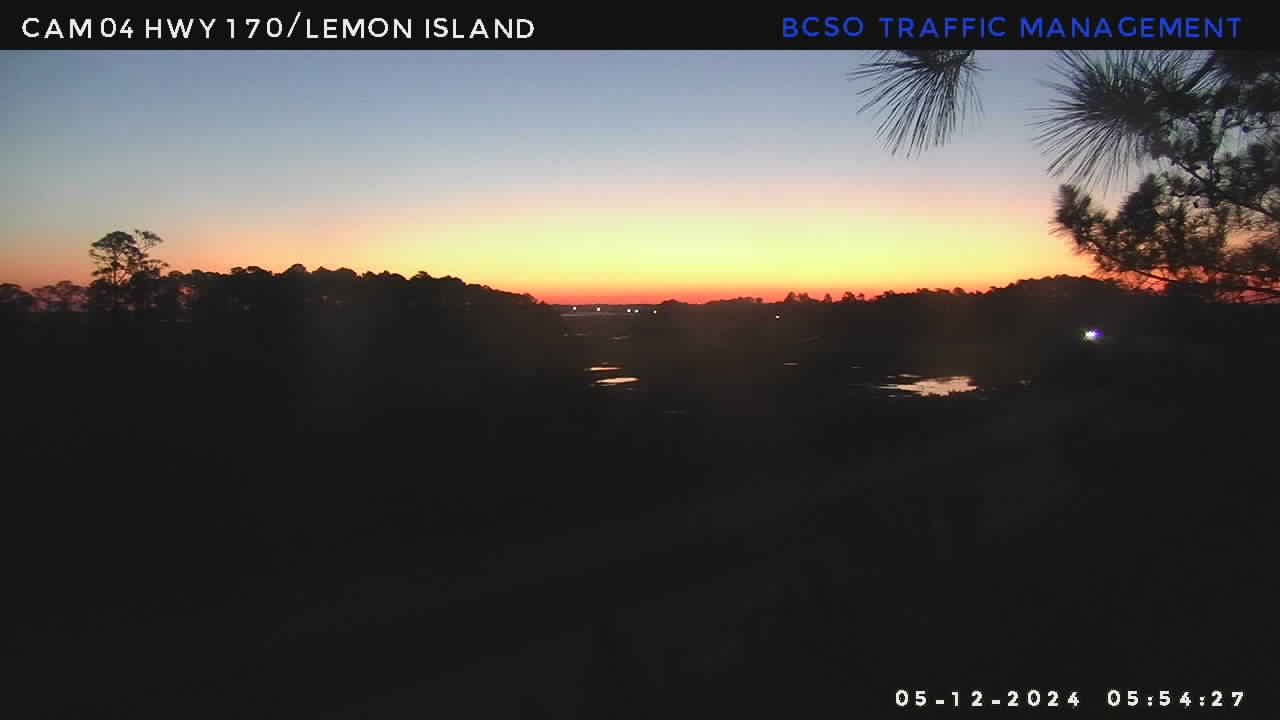 CAM04 HWY170/LEMON ISLAND
BCSO TRAFFIC MANAGEMENT
05-12-2024 05:54:27